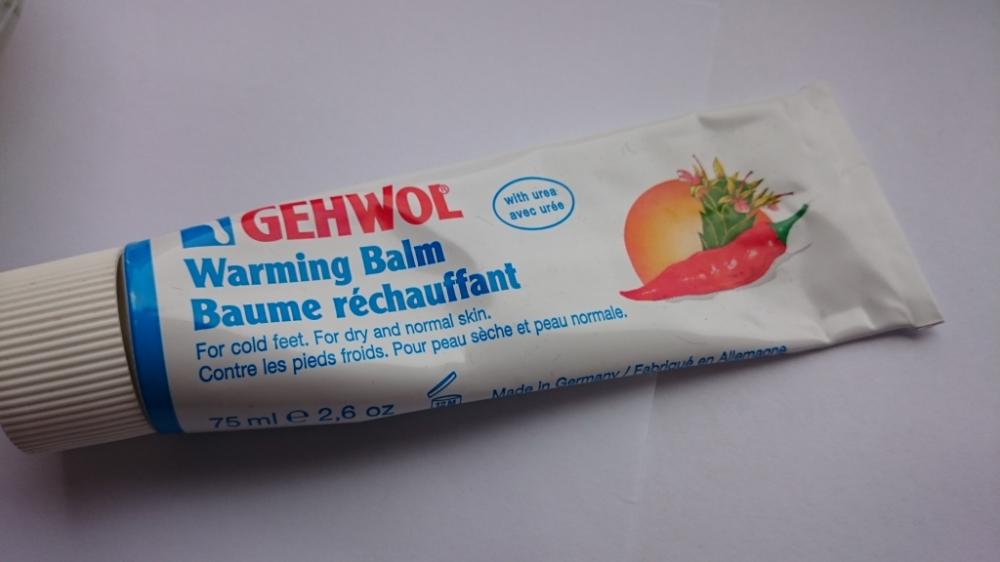 GEHWOL®
with urea
avec urée
Warming Balm
Baume réchauffant
For cold feet. For dry and normal skin.
Contre les pieds froids. Pour peau sèche et peau normale.
75 ml ℮ 2,6 oz
12 M
Made in Germany / Fabriqué en Allemagne